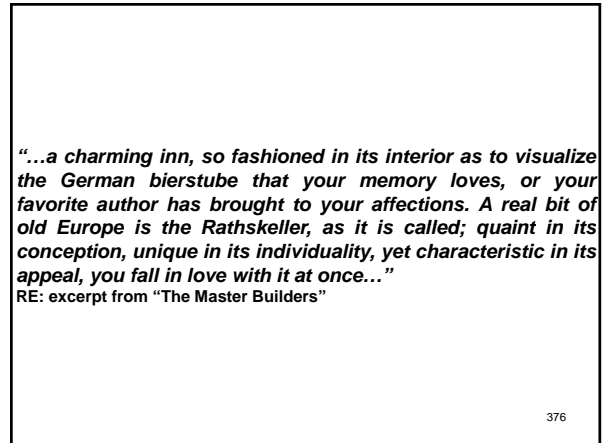 “…a charming inn, so fashioned in its interior as to visualize
the German bierstube that your memory loves, or your
favorite author has brought to your affections. A real bit of
old Europe is the Rathskeller, as it is called; quaint in its
conception, unique in its individuality, yet characteristic in its
appeal, you fall in love with it at once…”
RE: excerpt from “The Master Builders”
376